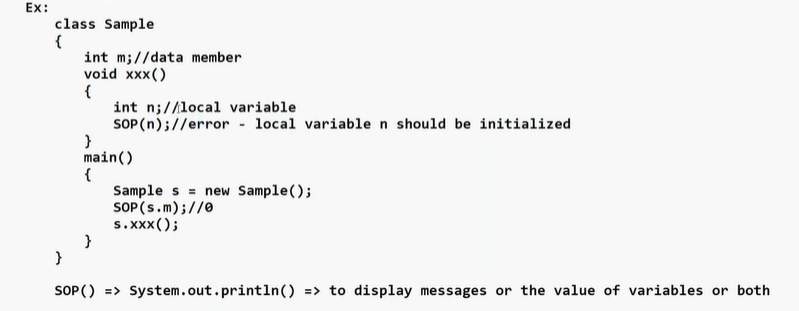 Ex:
class Sample
{
int m;//data member
void xxx()
{
int n;//local variable
SOP(n);//error - local variable n should be initialized
}
main()
{
Sample s = new Sample();
SOP(s.m);//0
s.xxx();
}
}
SOP() => System.out.println() => to display messages or the value of variables or both